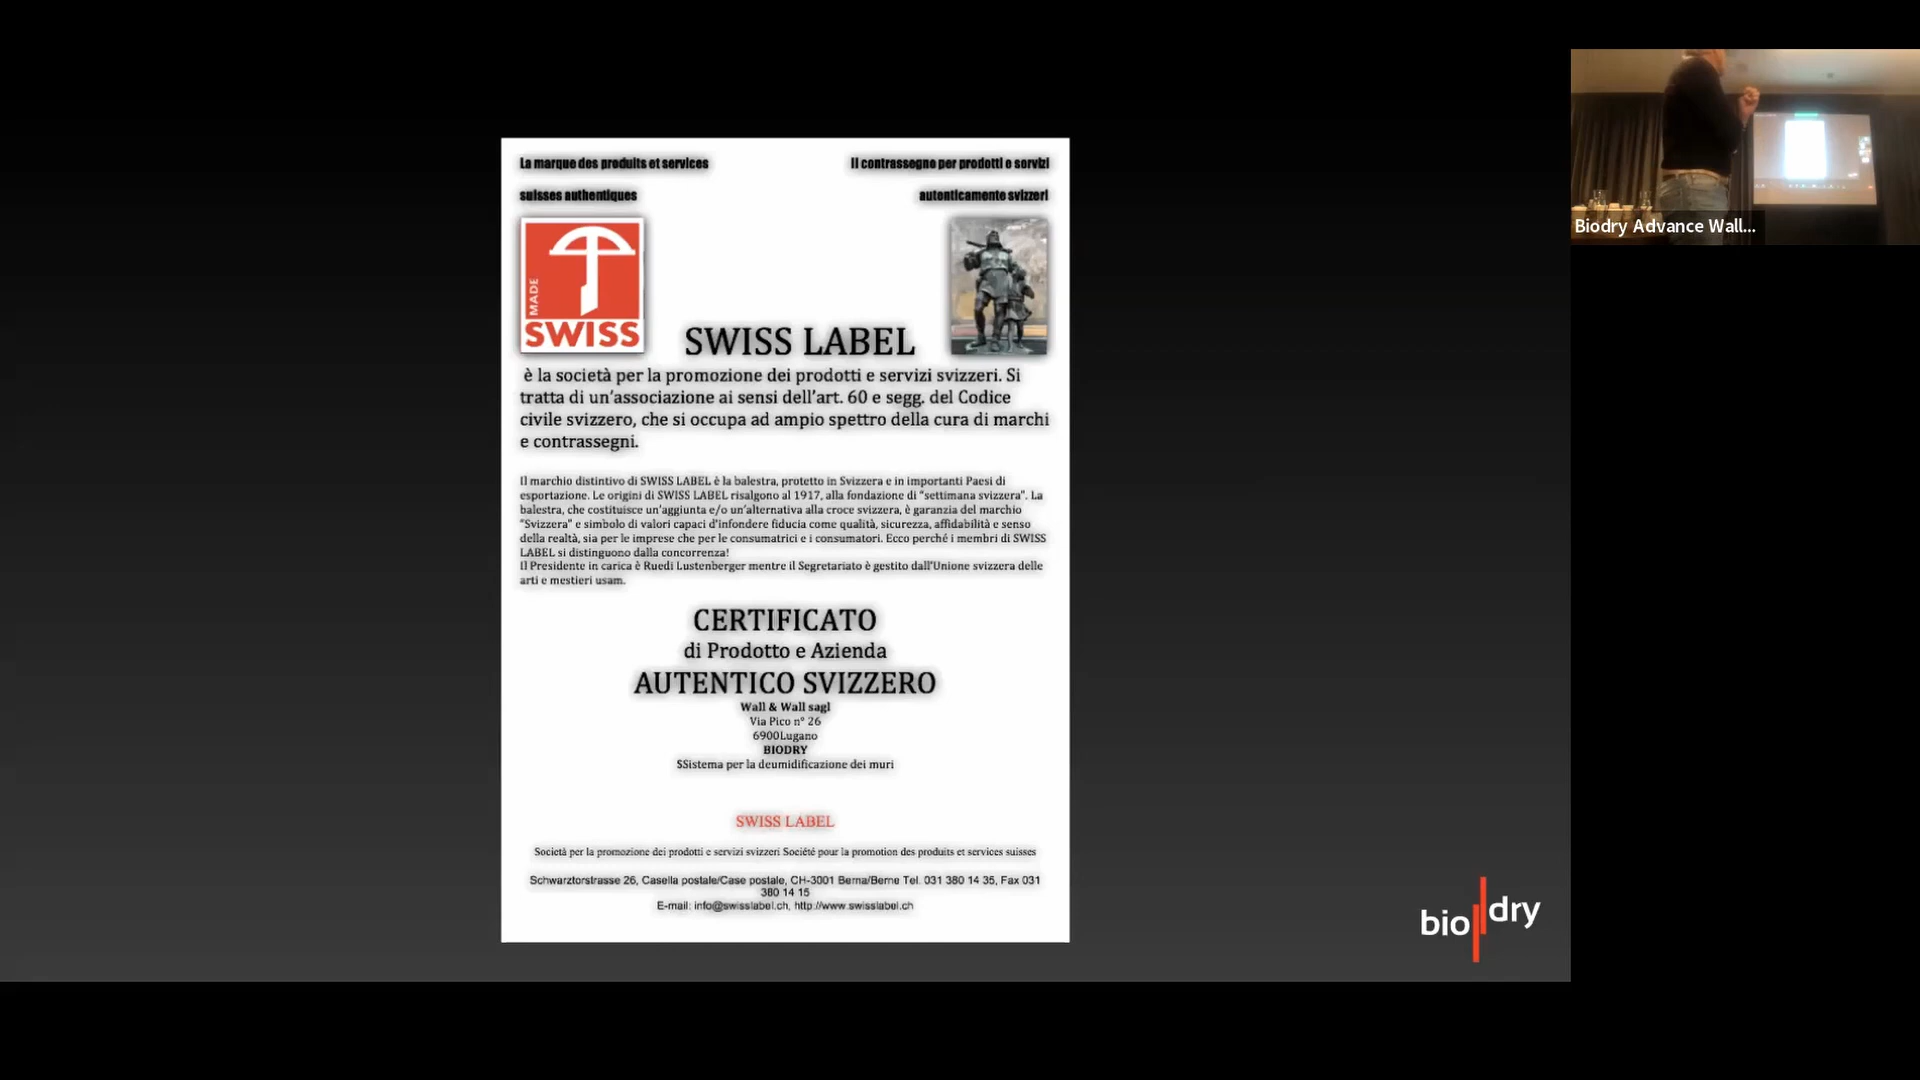 La marque des produits et services
suisses authentiques
Il contrassegno per prodotti e servizi
autenticamente svizzeri
MADE
SWISS
SWISS LABEL
è la società per la promozione dei prodotti e servizi svizzeri. Si
tratta di un'associazione ai sensi dell'art. 60 e segg. del Codice
civile svizzero, che si occupa ad ampio spettro della cura di marchi
e contrassegni.
Il marchio distintivo di SWISS LABEL è la balestra, protetto in Svizzera e in importanti Paesi di
esportazione. Le origini di SWISS LABEL risalgono al 1917, alla fondazione di "settimana svizzera". La
balestra, che costituisce un'aggiunta e/o un'alternativa alla croce svizzera, è garanzia del marchio
"Svizzera" e simbolo di valori capaci d'infondere fiducia come qualità, sicurezza, affidabilità e senso
della realtà, sia per le imprese che per le consumatrici e i consumatori. Ecco perché i membri di SWISS
LABEL si distinguono dalla concorrenza!
Il Presidente in carica è Ruedi Lustenberger mentre il Segretariato è gestito dall'Unione svizzera delle
arti e mestieri usam.
CERTIFICATO
di Prodotto e Azienda
AUTENTICO SVIZZERO
Wall & Wall sagl
Via Pico n° 26
6900Lugano
BIODRY
SSistema per la deumidificazione dei muri
SWISS LABEL
Società per la promozione dei prodotti e servizi svizzeri Société pour la promotion des produits et services suisses
Schwarztorstrasse 26, Casella postale/Case postale, CH-3001 Berna/Berne Tel. 031 380 14 35, Fax 031
380 14 15
E-mail: info@swisslabel.ch, http://www.swisslabel.ch
bio dry
Biodry Advance Wall...